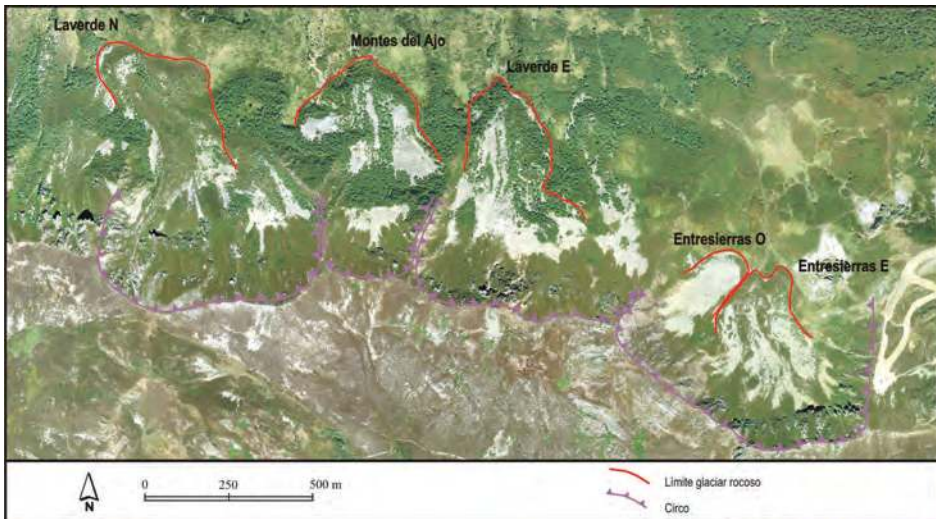 Laverde N
Montes del Ajo
Laverde E
Entresierras O
Entresierras E
N
0 250 500 m
Límite glaciar rocoso
Circo